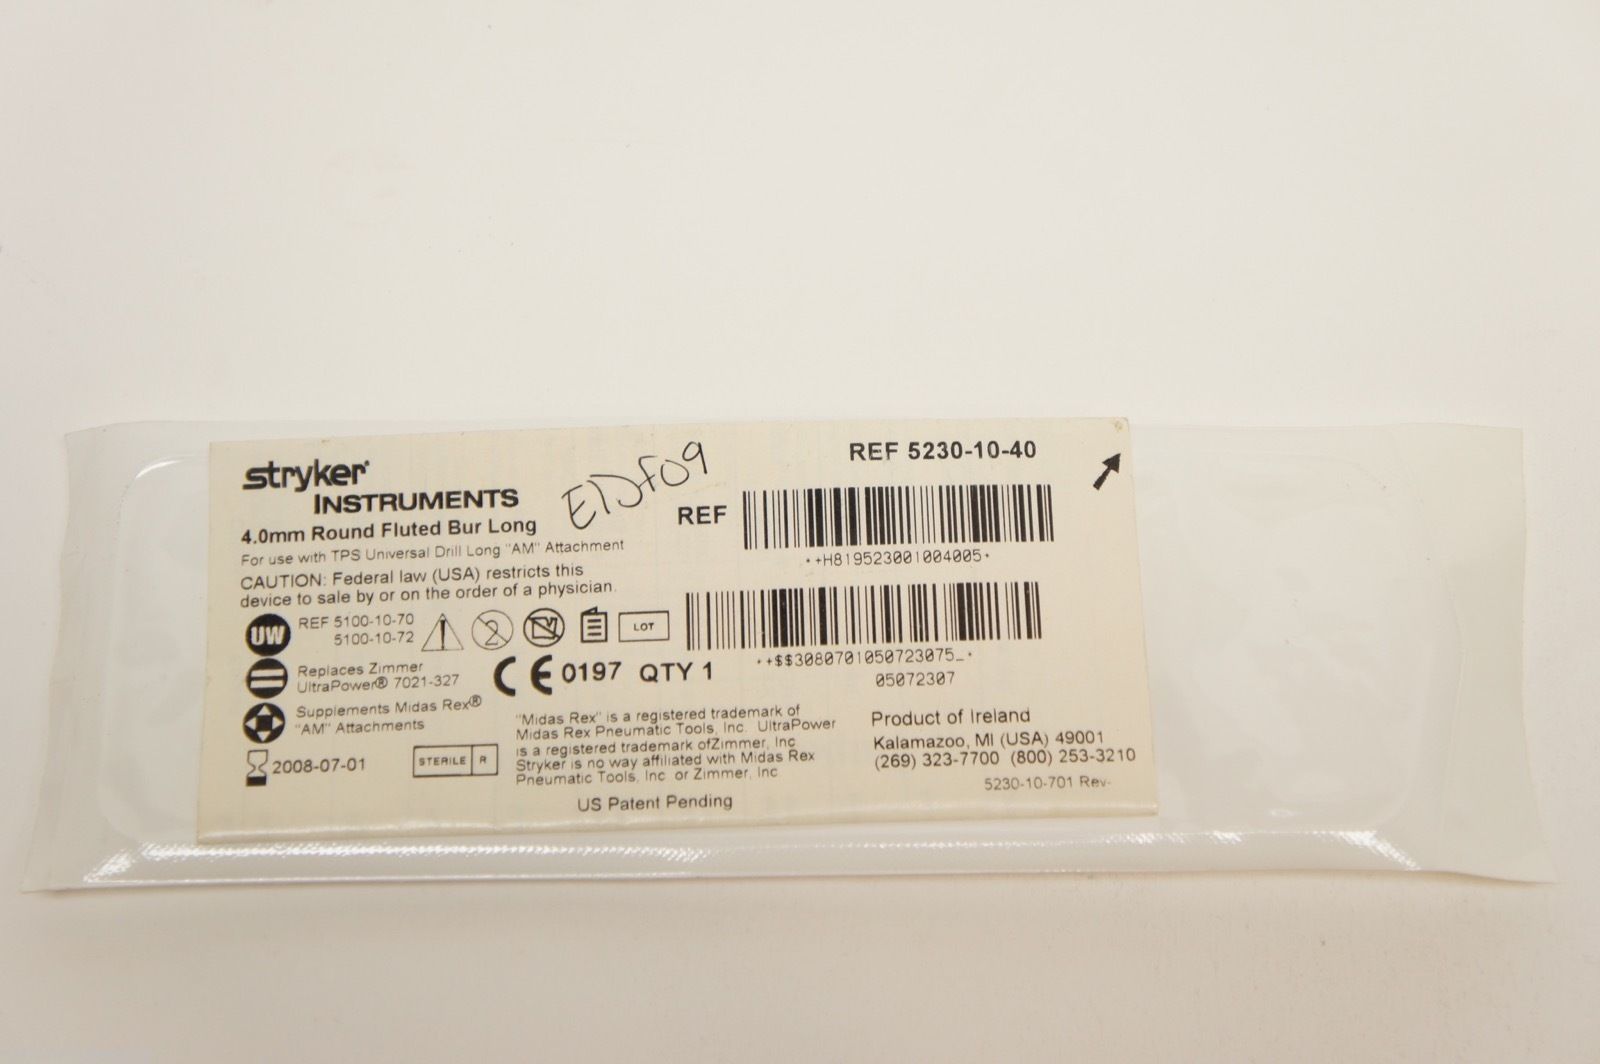 stryker®
INSTRUMENTS
4.0mm Round Fluted Bur Long
For use with TPS Universal Drill Long "AM" Attachment
CAUTION: Federal law (USA) restricts this
device to sale by or on the order of a physician.
UW
REF 5100-10-70
5100-10-72
2
LOT
Replaces Zimmer
UltraPower® 7021-327
CE 0197 QTY 1
Supplements Midas Rex®
"AM" Attachments
2008-07-01
STERILE R
"Midas Rex" is a registered trademark of
Midas Rex Pneumatic Tools, Inc. UltraPower
is a registered trademark ofZimmer, Inc
Stryker is no way affiliated with Midas Rex
Pneumatic Tools, Inc or Zimmer, Inc
US Patent Pending
REF 5230-10-40
REF
*+H819523001004005*
*+$$3080701050723075_*
05072307
Product of Ireland
Kalamazoo, MI (USA) 49001
(269) 323-7700 (800) 253-3210
5230-10-701 Rev-